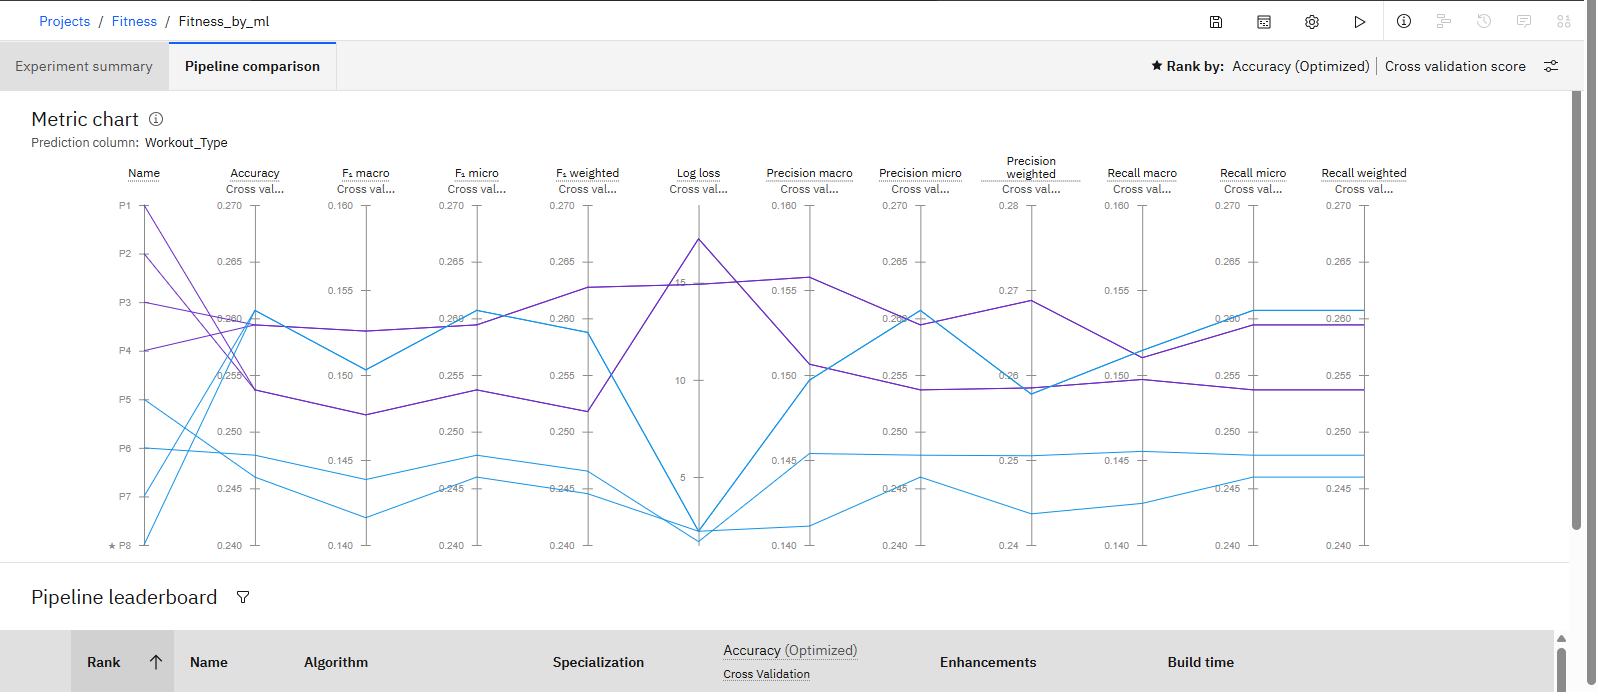 Projects / Fitness / Fitness_by_ml
Experiment summary
Pipeline comparison
★ Rank by: Accuracy (Optimized) | Cross validation score
Metric chart
Prediction column: Workout_Type
Name Accuracy F₁ macro F₁ micro F₁ weighted Log loss Precision macro Precision micro Precision weighted Recall macro Recall micro Recall weighted
Cross val... Cross val... Cross val... Cross val... Cross val... Cross val... Cross val... Cross val... Cross val... Cross val... Cross val...
P1 0.270 0.160 0.270 0.270 0.160 0.270 0.28 0.160 0.270 0.270
P2 0.265 0.265 0.265 0.265 0.265 0.265
0.155 15 0.155 0.27 0.155
P3 0.260 0.260 0.260 0.260 0.260 0.260
P4
0.255 0.150 0.255 0.255 10 0.150 0.255 0.26 0.150 0.255 0.255
P5
0.250 0.250 0.250 0.250 0.250 0.250
P6 0.145 0.145 0.25 0.145
5
P7 0.245 0.245 0.245 0.245 0.245 0.245
★ P8 0.240 0.140 0.240 0.240 0.140 0.240 0.24 0.140 0.240 0.240
Pipeline leaderboard
Rank Name Algorithm Specialization Accuracy (Optimized) Enhancements Build time
Cross Validation